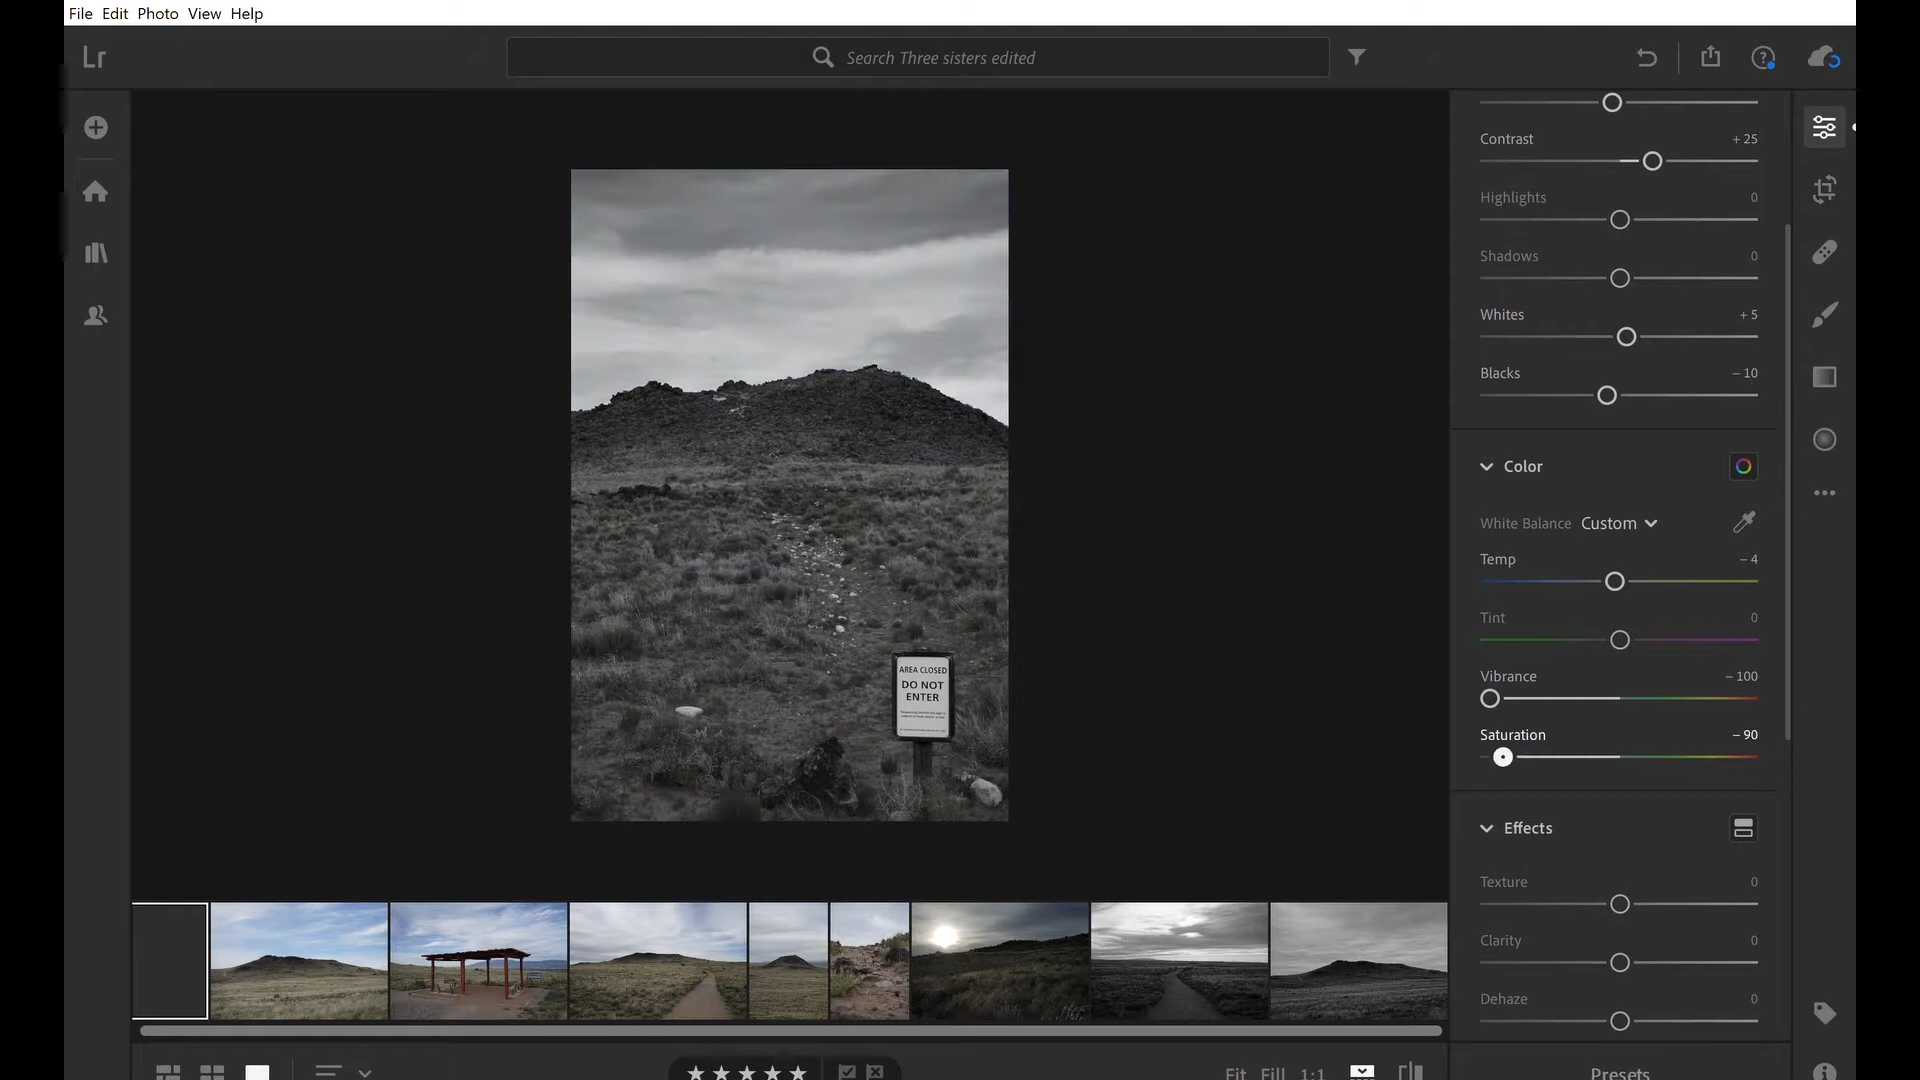 File Edit Photo View Help
Lr
Search Three sisters edited
Contrast +25
Highlights 0
Shadows 0
Whites +5
Blacks -10
Color
White Balance Custom
Temp -4
Tint 0
Vibrance -100
Saturation -90
AREA CLOSED
DO NOT
ENTER
Effects
Texture 0
Clarity 0
Dehaze 0
Fit Fill 1:1
Presets